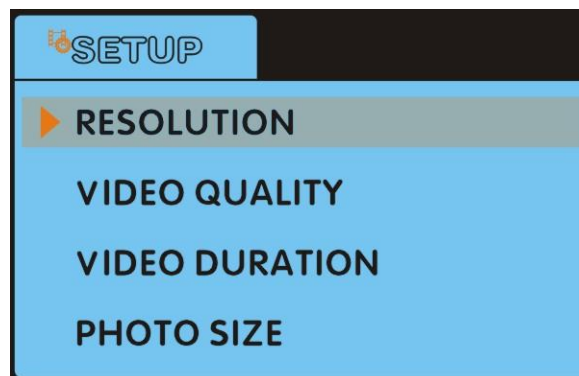 SETUP
RESOLUTION
VIDEO QUALITY
VIDEO DURATION
PHOTO SIZE